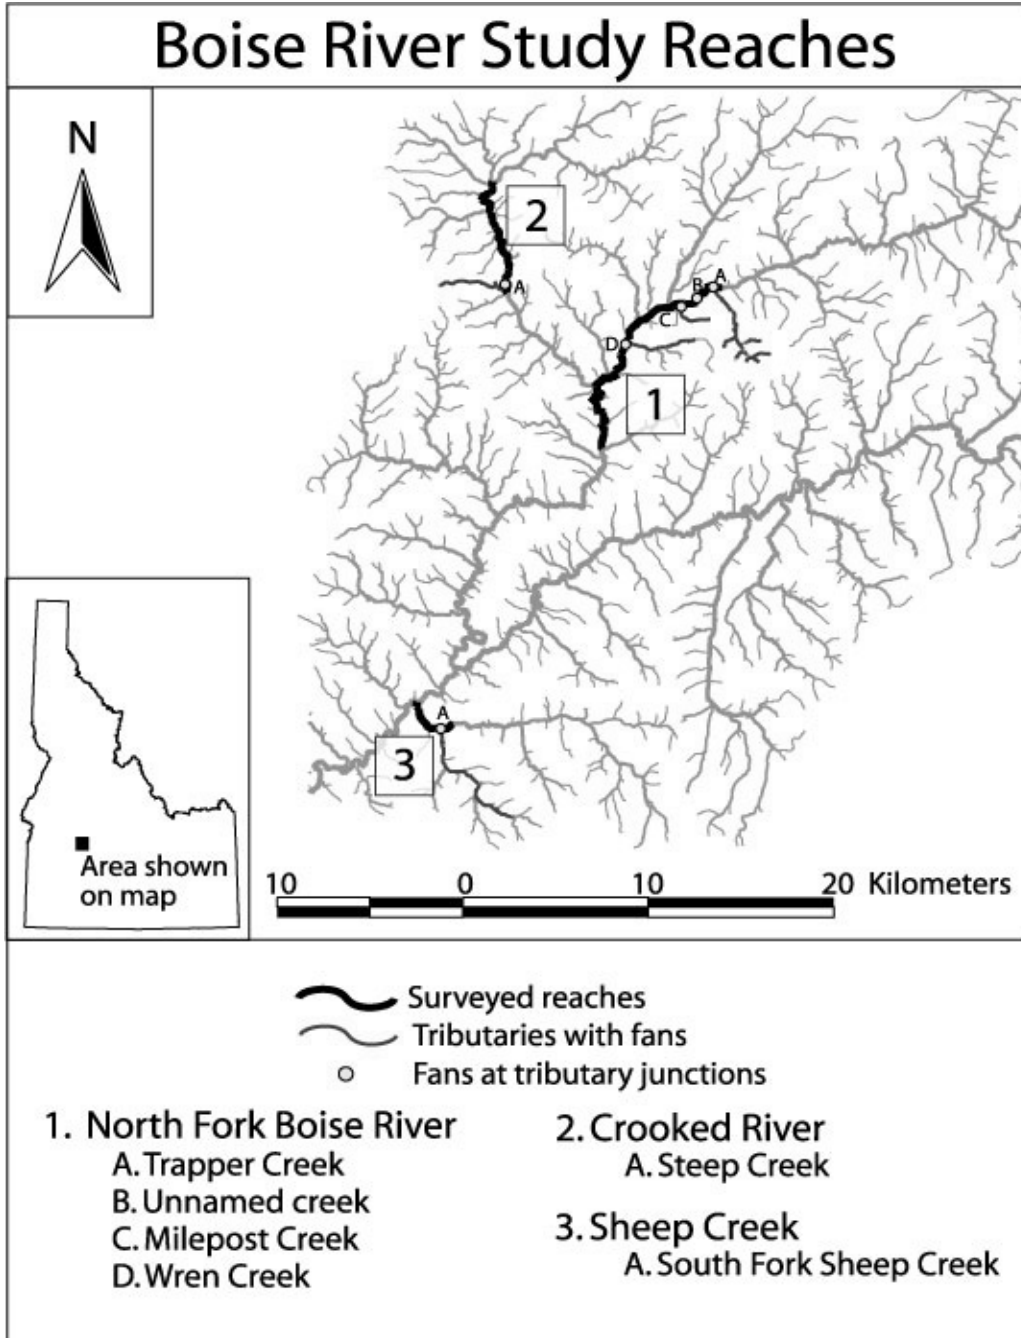 Boise River Study Reaches
N
2
A
A
B
C
D
1
A
3
10 0 10 20 Kilometers
Area shown
on map
Surveyed reaches
Tributaries with fans
Fans at tributary junctions
1. North Fork Boise River
A. Trapper Creek
B. Unnamed creek
C. Milepost Creek
D. Wren Creek
2. Crooked River
A. Steep Creek
3. Sheep Creek
A. South Fork Sheep Creek